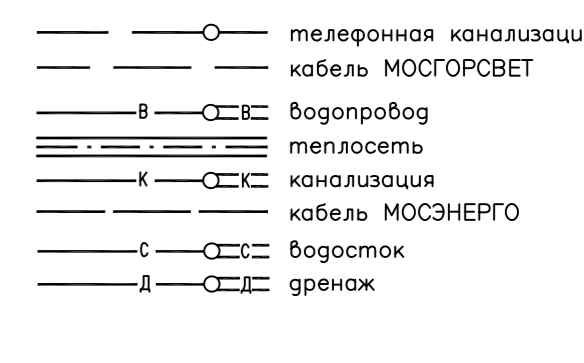 телефонная канализаци
кабель МОСГОРСВЕТ
В В водопровод
теплосеть
К К канализация
кабель МОСЭНЕРГО
С С водосток
Д Д дренаж